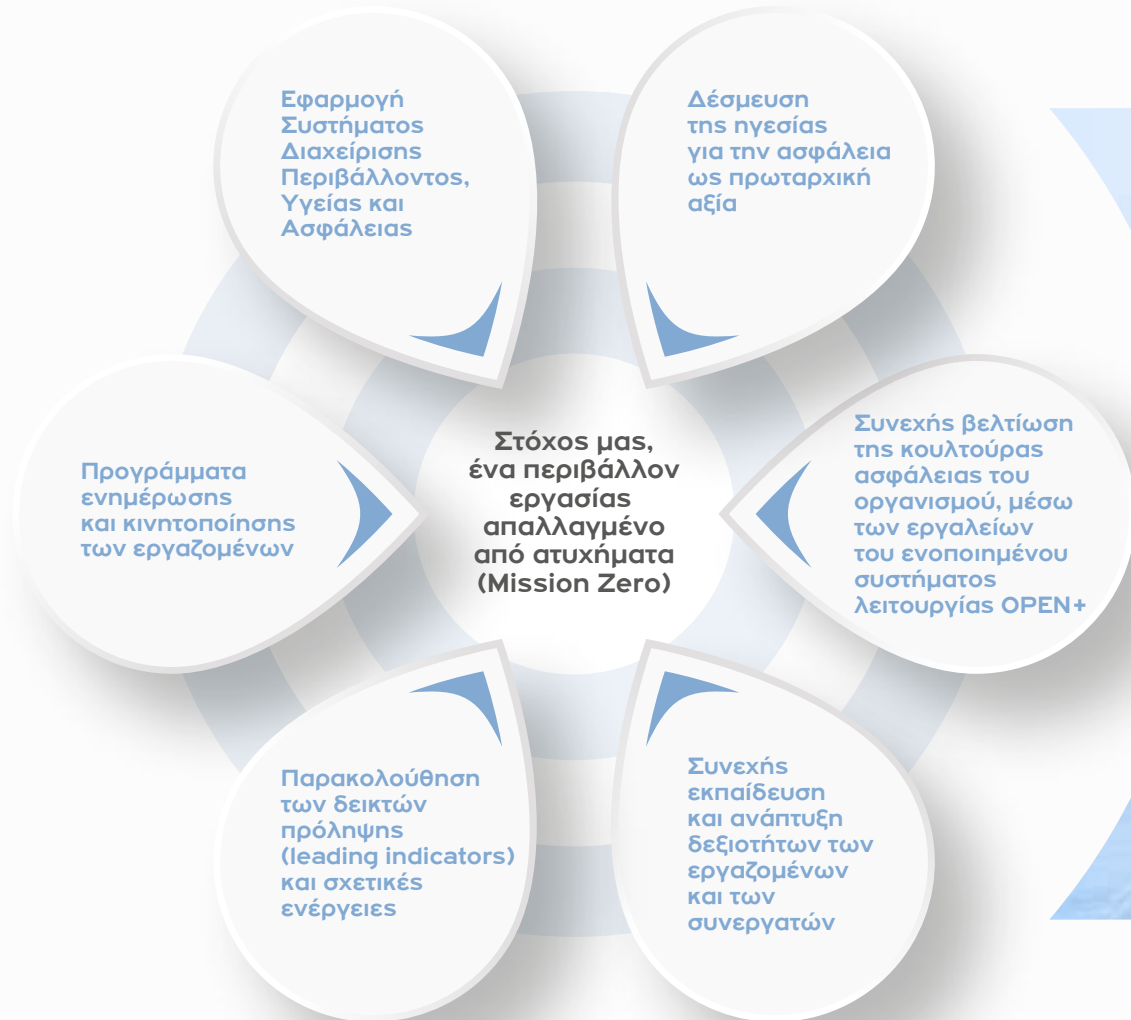 Εφαρμογή
Συστήματος
Διαχείρισης
Περιβάλλοντος,
Υγείας και
Ασφάλειας
Δέσμευση
της ηγεσίας
για την ασφάλεια
ως πρωταρχική
αξία
Προγράμματα
ενημέρωσης
και κινητοποίησης
των εργαζομένων
Στόχος μας,
ένα περιβάλλον
εργασίας
απαλλαγμένο
από ατυχήματα
(Mission Zero)
Συνεχής βελτίωση
της κουλτούρας
ασφάλειας του
οργανισμού, μέσω
των εργαλείων
του ενοποιημένου
συστήματος
λειτουργίας OPEN+
Παρακολούθηση
των δεικτών
πρόληψης
(leading indicators)
και σχετικές
ενέργειες
Συνεχής
εκπαίδευση
και ανάπτυξη
δεξιοτήτων των
εργαζομένων
και των
συνεργατών